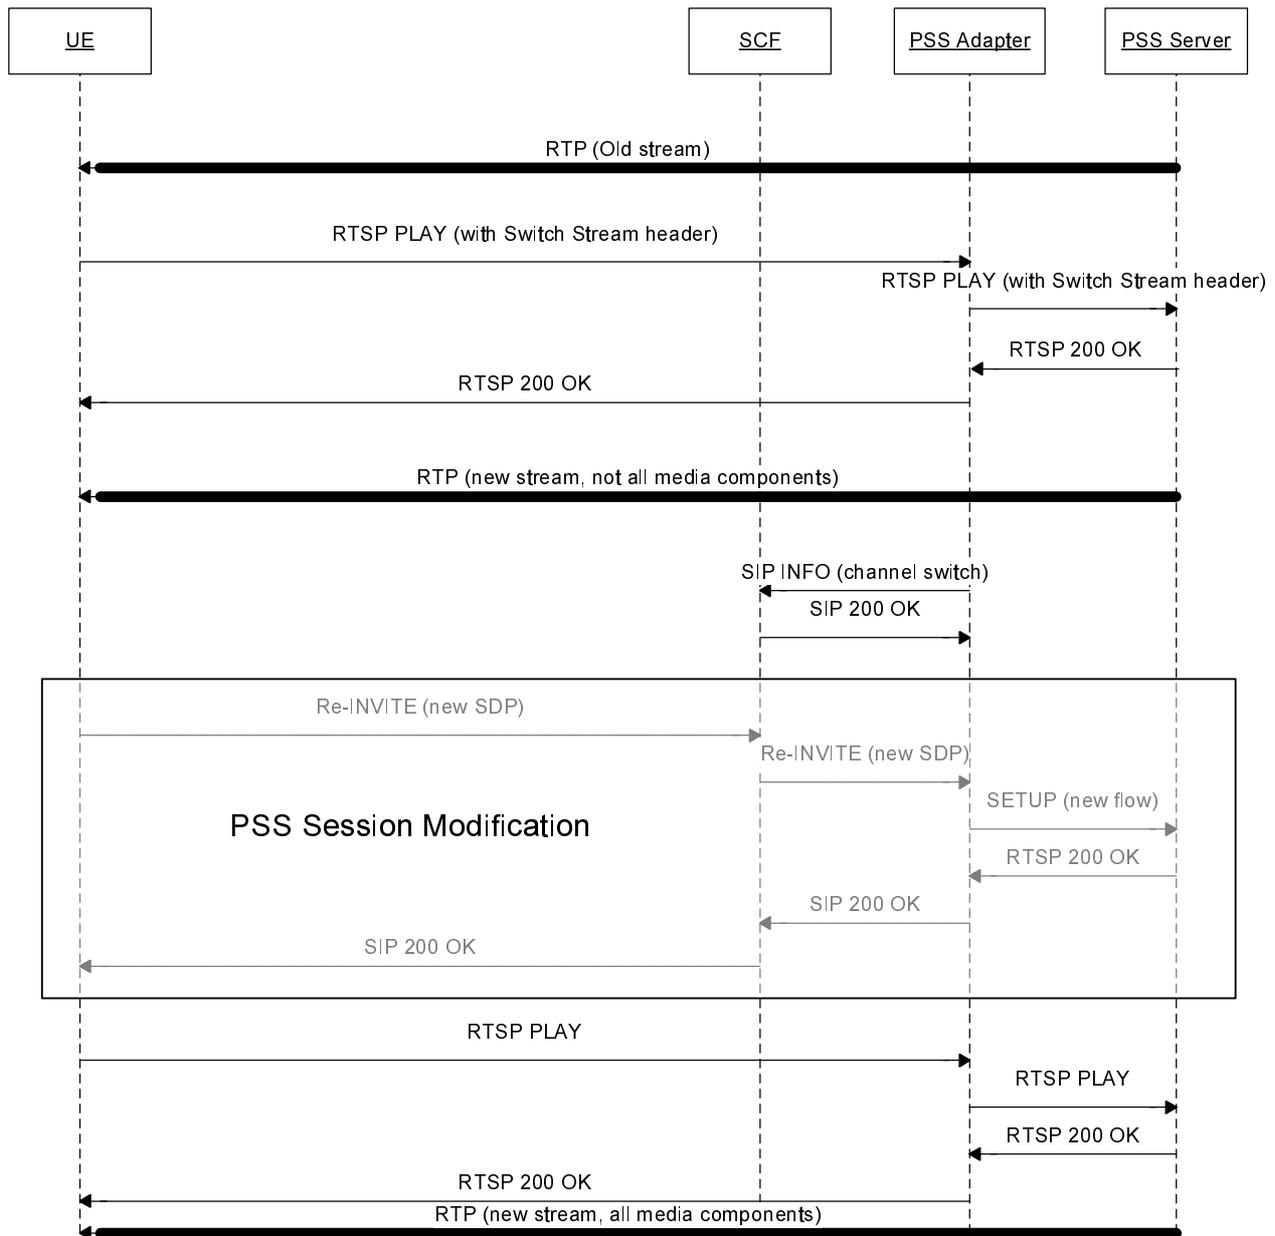 UE
SCF
PSS Adapter
PSS Server
RTP (Old stream)
RTSP PLAY (with Switch Stream header)
RTSP PLAY (with Switch Stream header)
RTSP 200 OK
RTSP 200 OK
RTP (new stream, not all media components)
SIP INFO (channel switch)
SIP 200 OK
Re-INVITE (new SDP)
Re-INVITE (new SDP)
SETUP (new flow)
PSS Session Modification
RTSP 200 OK
SIP 200 OK
SIP 200 OK
RTSP PLAY
RTSP PLAY
RTSP 200 OK
RTSP 200 OK
RTP (new stream, all media components)